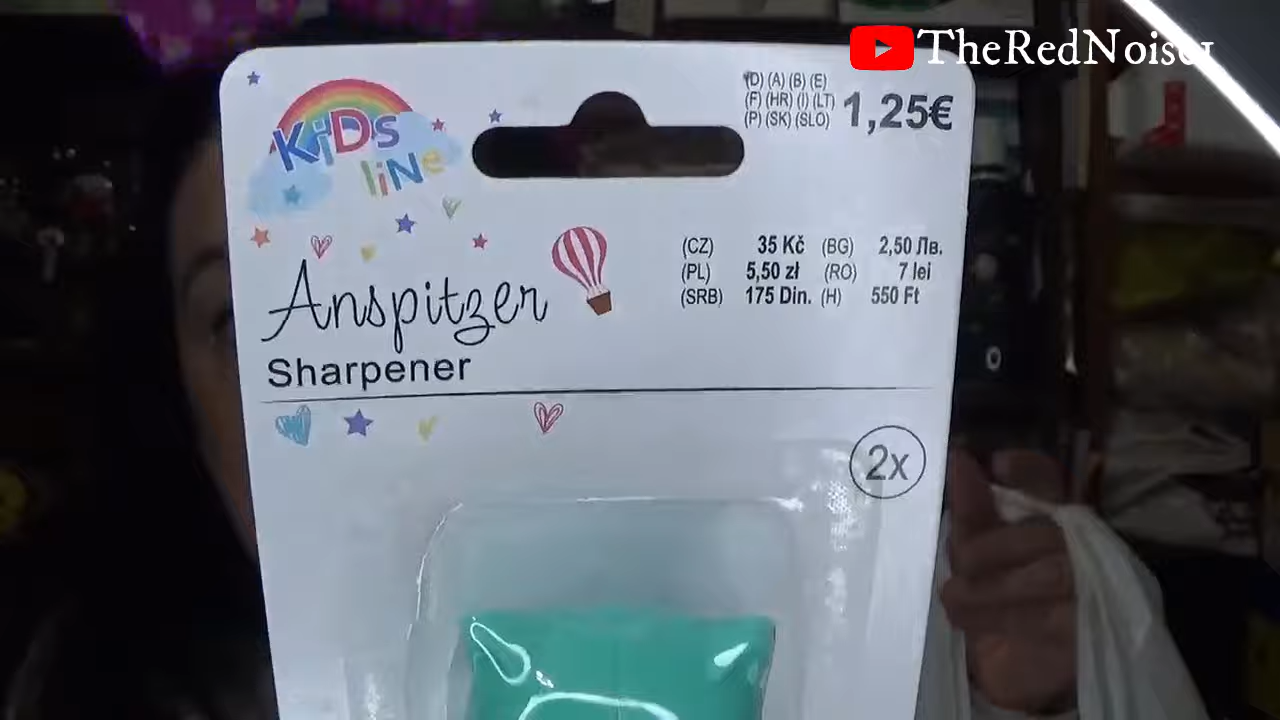 TheRedNoise
KiDS
liNe
(D) (A) (B) (E)
(F) (HR) (I) (LT)
(P) (SK) (SLO)
1,25€
(CZ) 35 Kč (BG) 2,50 Лв.
(PL) 5,50 zł (RO) 7 lei
(SRB) 175 Din. (H) 550 Ft
Anspitzer
Sharpener
2x